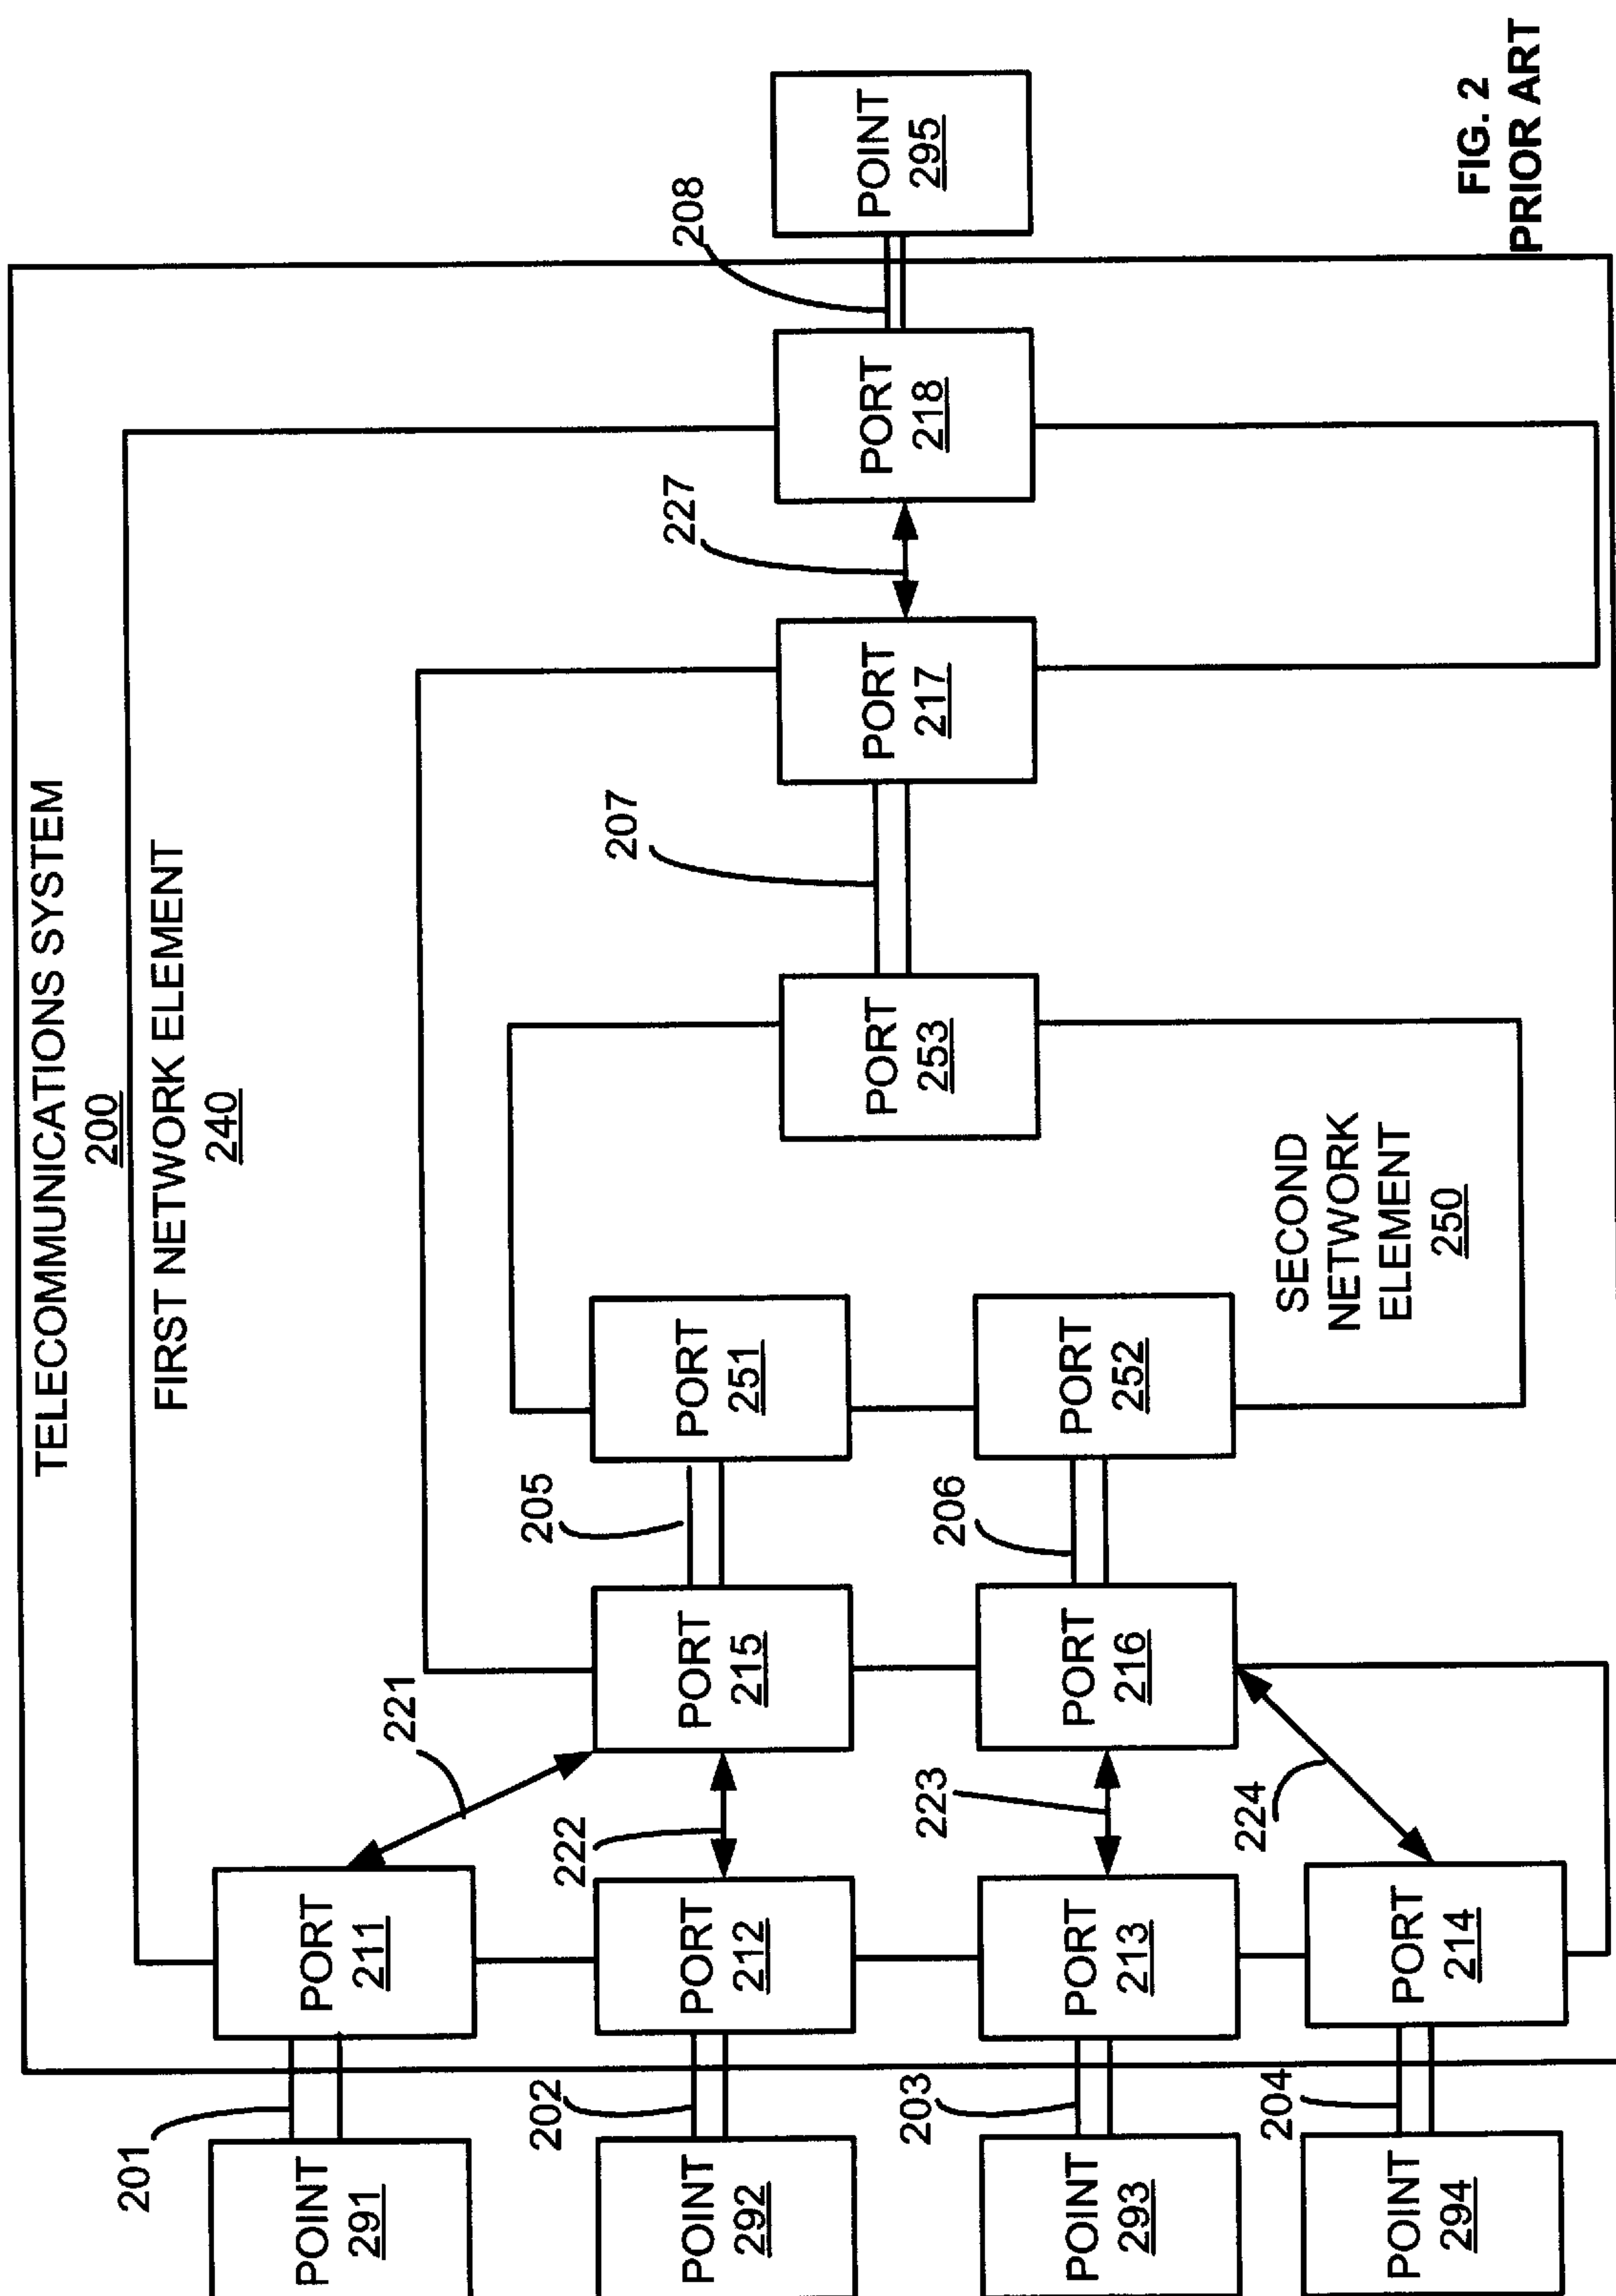 TELECOMMUNICATIONS SYSTEM
200
FIRST NETWORK ELEMENT
240
201
POINT
291
PORT
211
221
202
POINT
292
PORT
212
222
PORT
215
205
PORT
251
203
POINT
293
PORT
213
223
PORT
216
206
PORT
252
204
POINT
294
PORT
214
224
SECOND
NETWORK
ELEMENT
250
PORT
253
207
PORT
217
227
PORT
218
208
POINT
295
FIG. 2
PRIOR ART